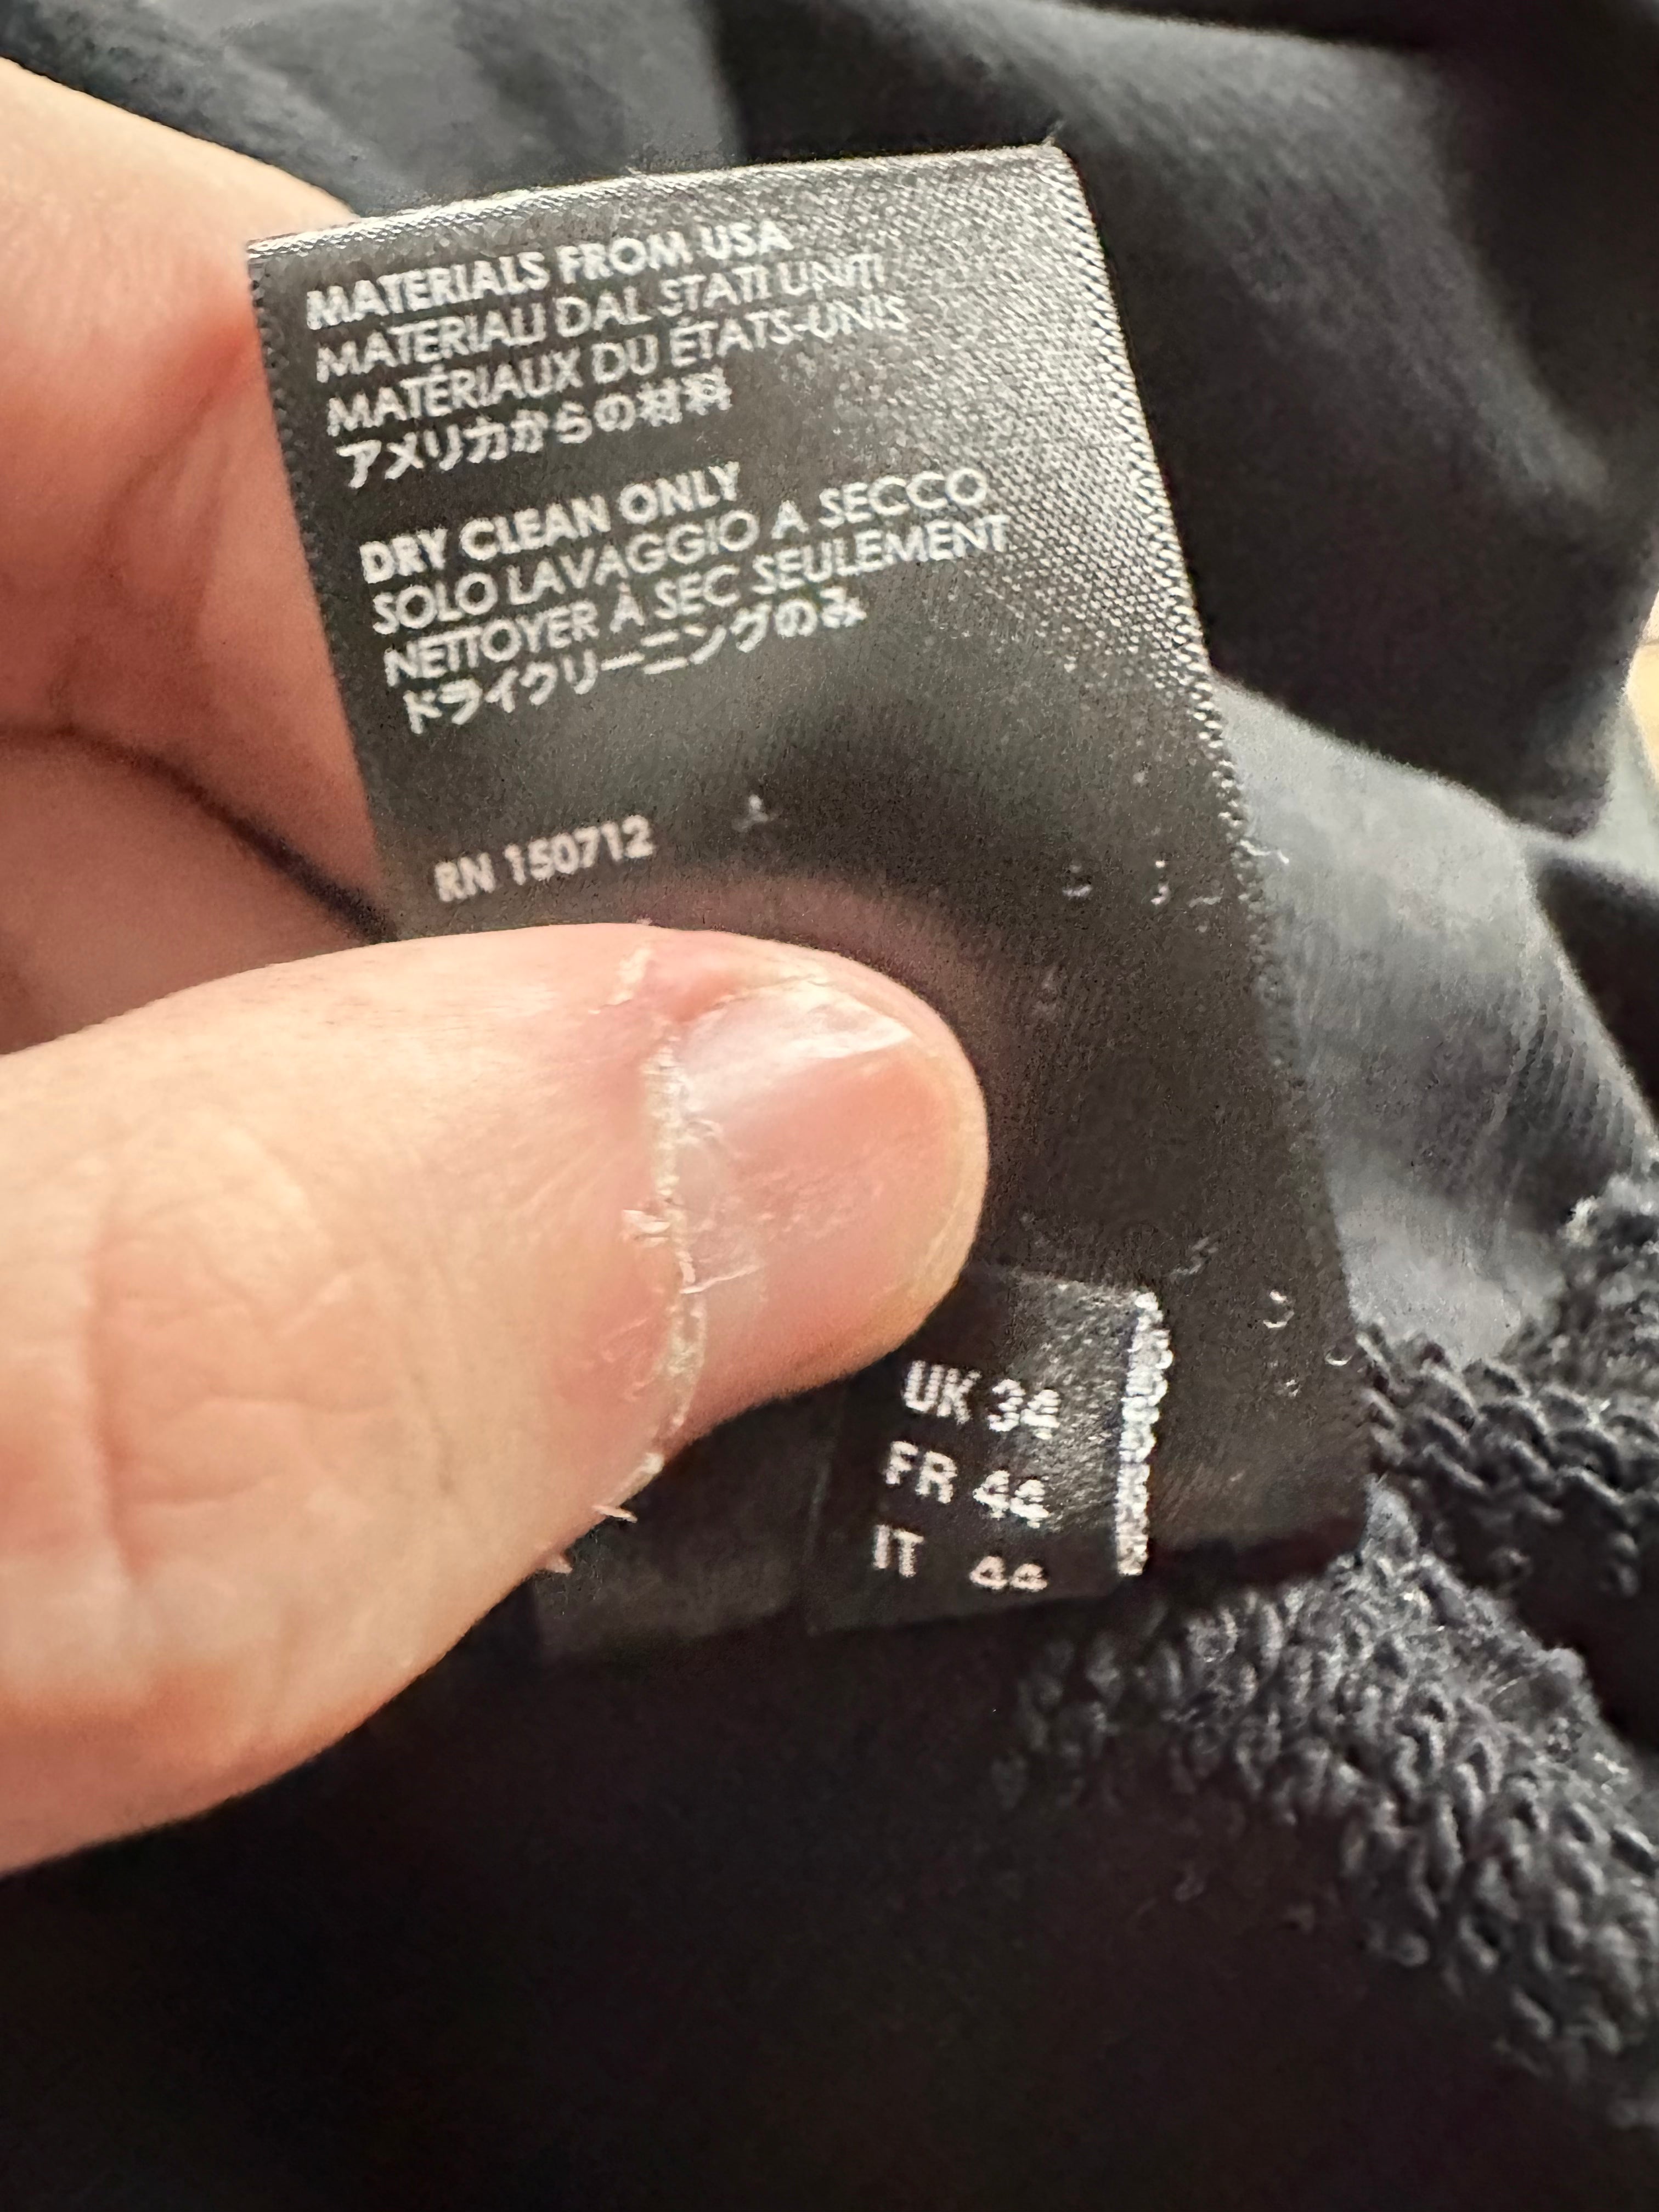 MATERIALS FROM USA
MATERIALI DAL STATI UNITI
MATÉRIAUX DU ÉTATS-UNIS
アメリカからの材料
DRY CLEAN ONLY
SOLO LAVAGGIO A SECCO
NETTOYER À SEC SEULEMENT
ドライクリーニングのみ
RN 150712
UK 34
FR 44
IT 44